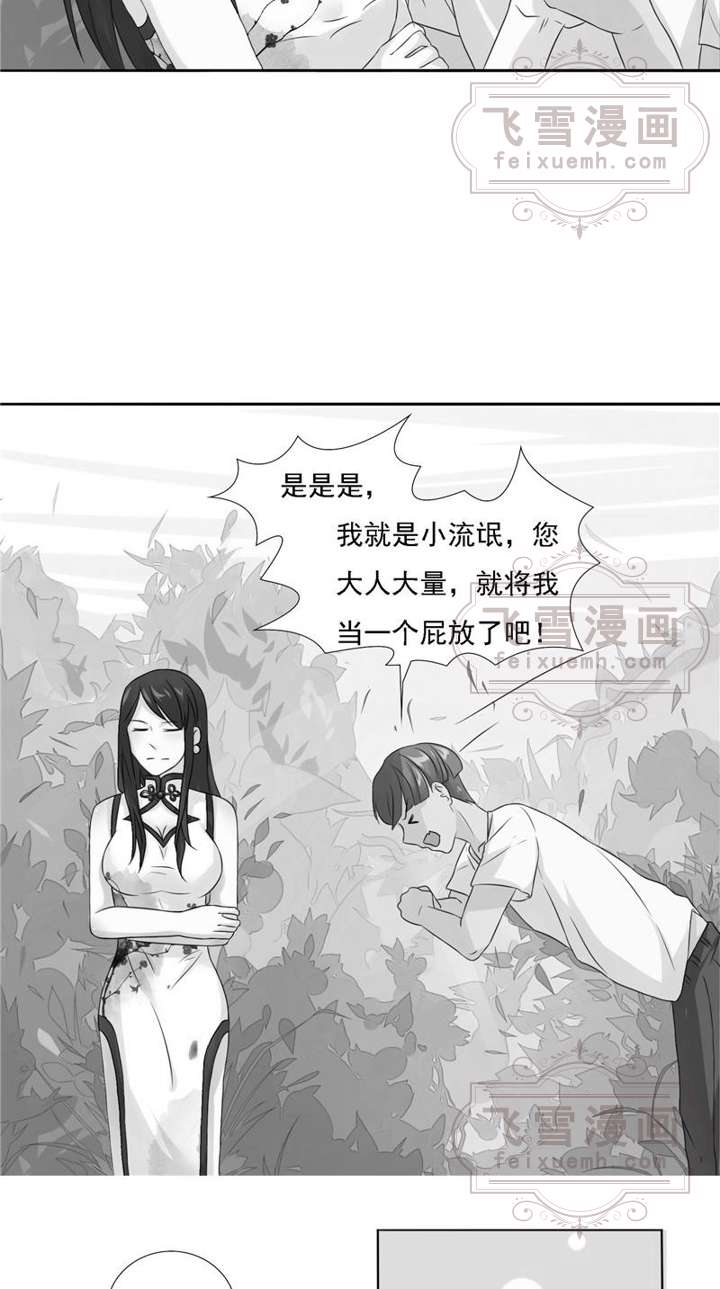 飞雪漫画
feixuemh.com
是是是，
我就是小流氓，您
大人大量，就将我
当一个屁放了吧！
飞雪漫画
feixuemh.com
飞雪漫画
feixuemh.com